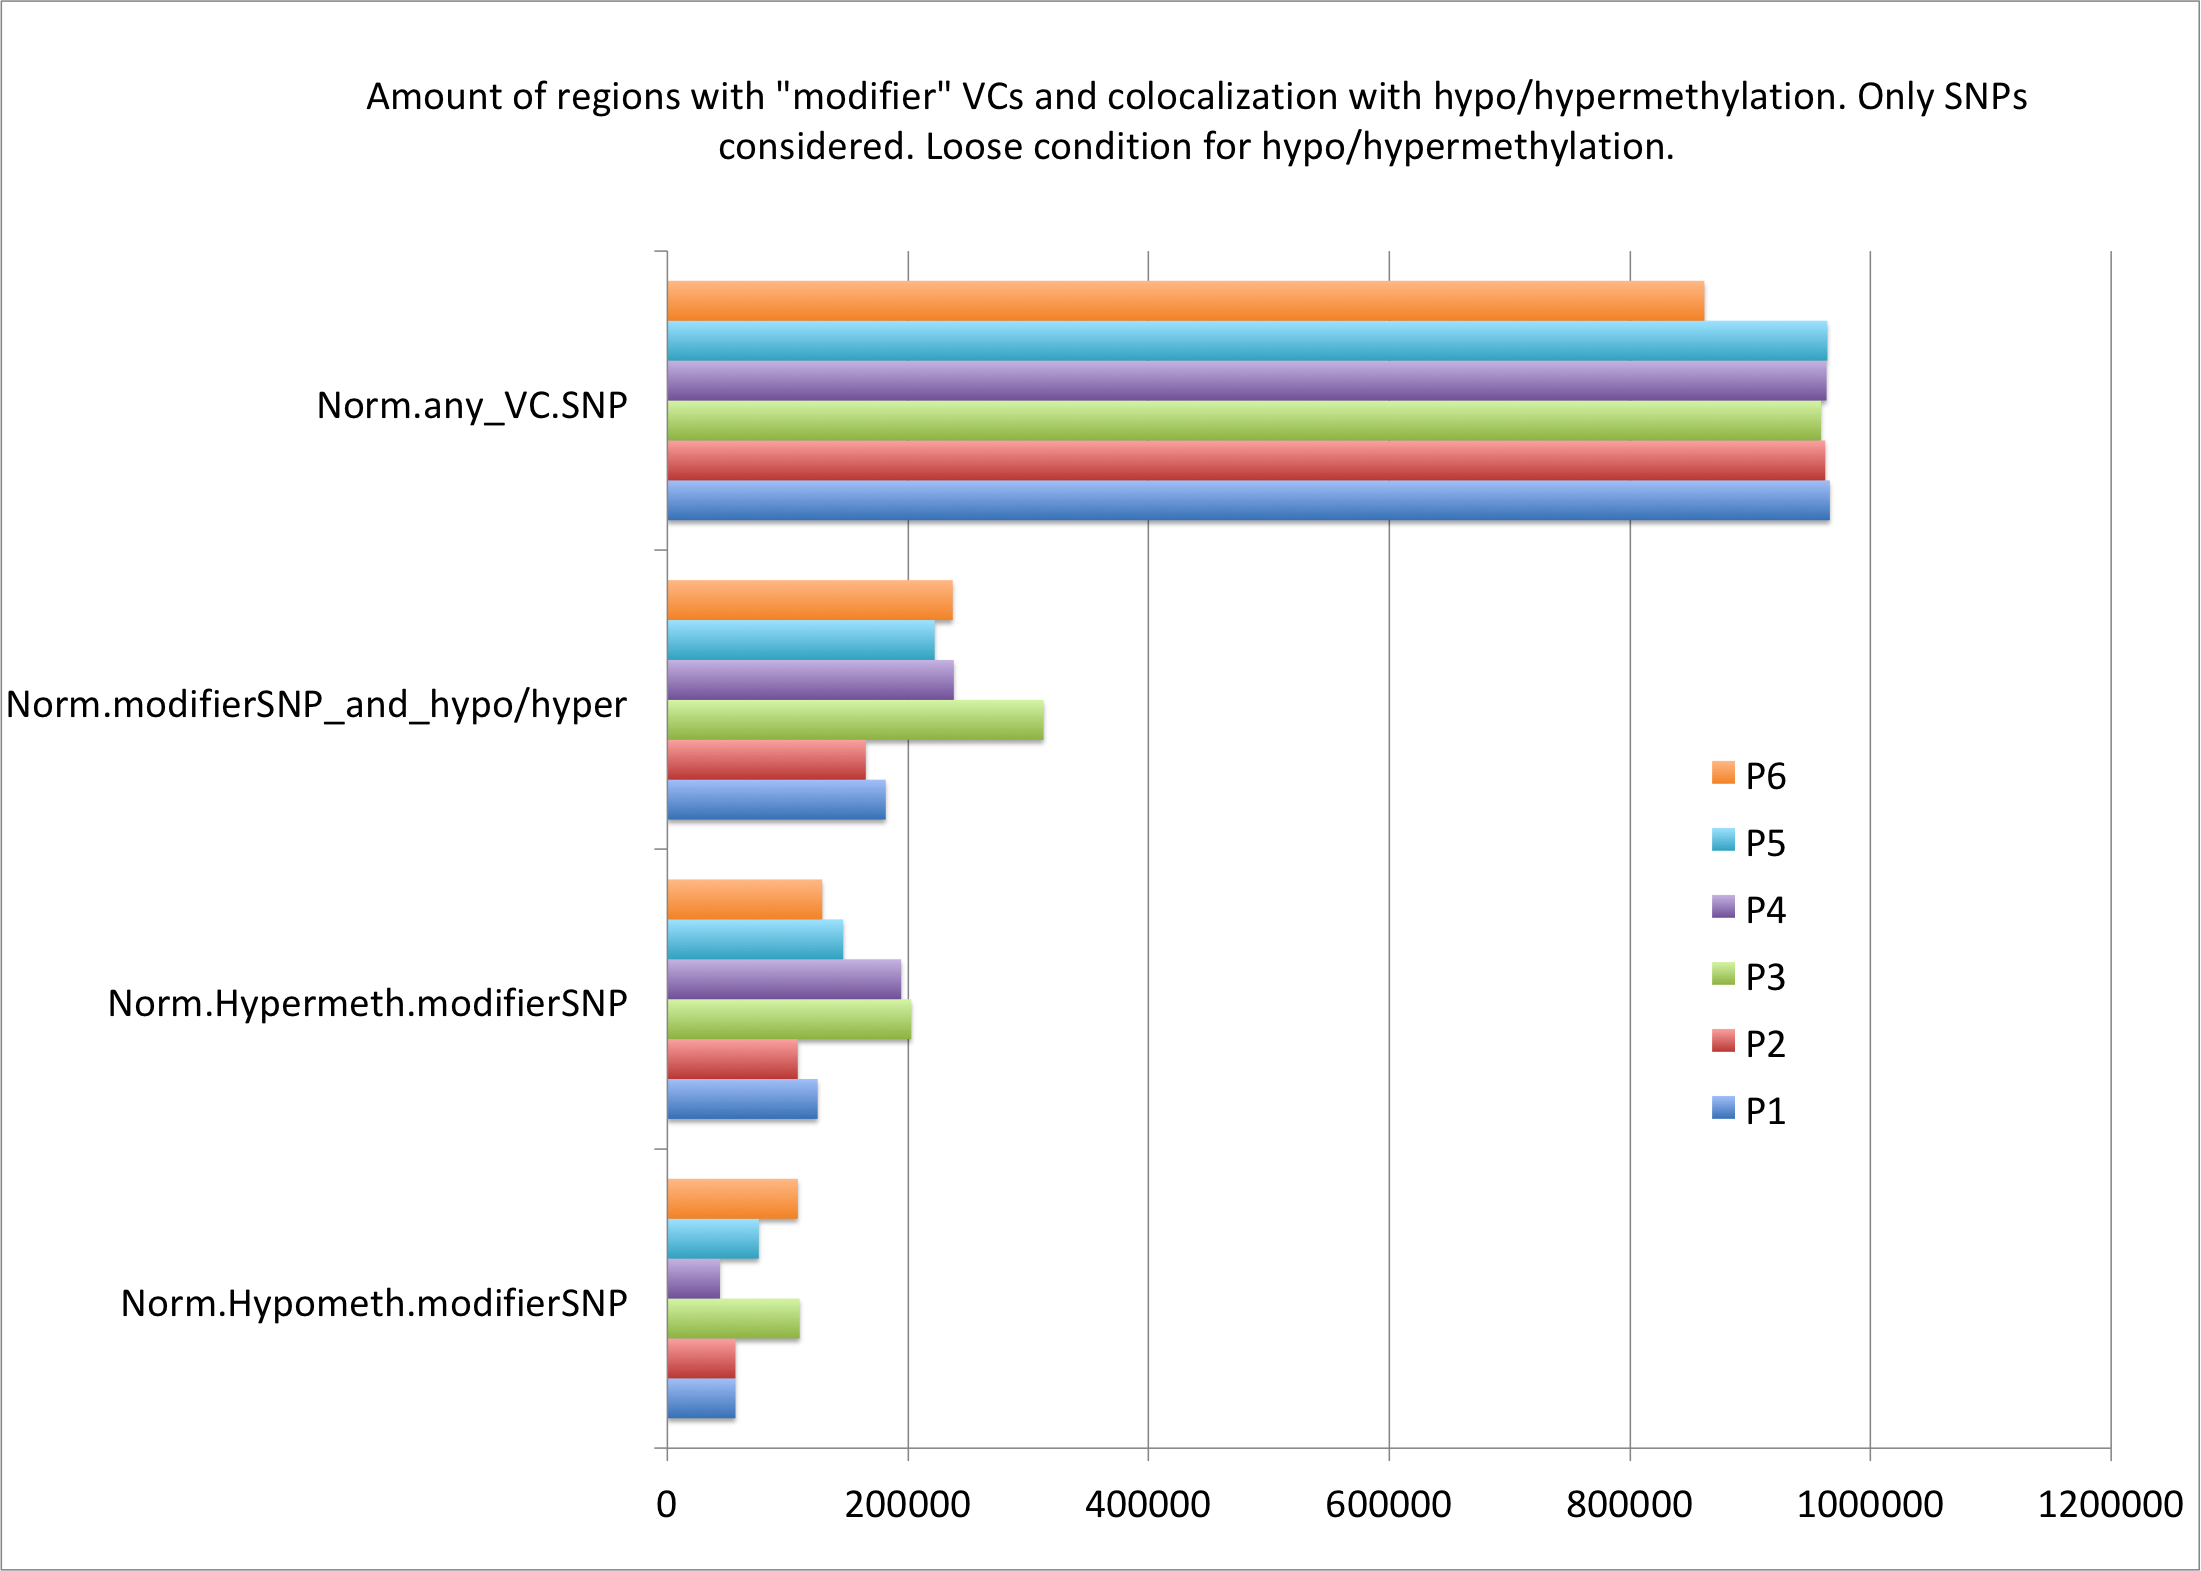 Amount of regions with "modifier" VCs and colocalization with hypo/hypermethylation. Only SNPs
considered. Loose condition for hypo/hypermethylation.
Norm.any_VC.SNP
Norm.modifierSNP_and_hypo/hyper
Norm.Hypermeth.modifierSNP
Norm.Hypometh.modifierSNP
P6
P5
P4
P3
P2
P1
0 200000 400000 600000 800000 1000000 1200000